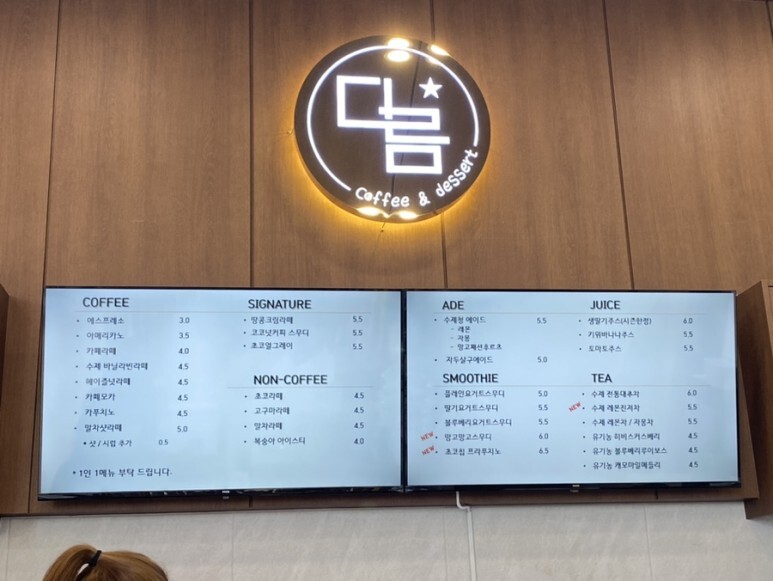 다름
Coffee & dessert
COFFEE
• 에스프레소 3.0
• 아메리카노 3.5
• 카페라떼 4.0
• 수제 바닐라빈라떼 4.5
• 헤이즐넛라떼 4.5
• 카페모카 4.5
• 카푸치노 4.5
• 말차샷라떼 5.0
• 샷 / 시럽 추가 0.5
* 1인 1메뉴 부탁 드립니다.
SIGNATURE
• 땅콩크림라떼 5.5
• 코코넛커피 스무디 5.5
• 초코얼그레이 5.5
NON-COFFEE
• 초코라떼 4.5
• 고구마라떼 4.5
• 말차라떼 4.5
• 복숭아 아이스티 4.0
ADE
• 수제청 에이드 5.5
- 레몬
- 자몽
- 망고패션후르츠
• 자두살구에이드 5.0
SMOOTHIE
• 플레인요거트스무디 5.0
• 딸기요거트스무디 5.5
• 블루베리요거트스무디 5.5
NEW • 망고망고스무디 6.0
NEW • 초코칩 프라푸치노 6.5
JUICE
• 생딸기주스(시즌한정) 6.0
• 키위바나나주스 5.5
• 토마토주스 5.5
TEA
• 수제 전통대추차 6.0
NEW • 수제 레몬진저차 5.5
• 수제 레몬차 / 자몽차 5.5
• 유기농 히비스커스베리 4.5
• 유기농 블루베리루이보스 4.5
• 유기농 캐모마일메들리 4.5